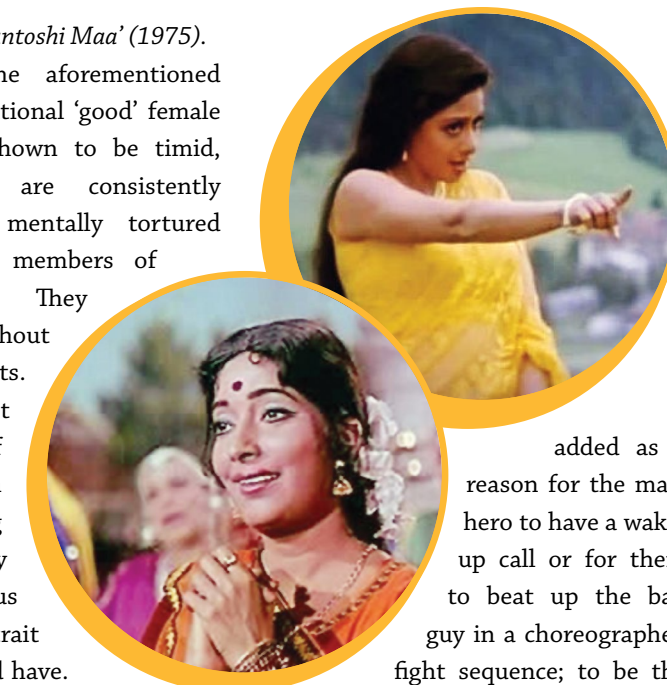 ntoshi Maa’ (1975).
ne aforementioned
tional ‘good’ female
hown to be timid,
are consistently
mentally tortured
members of
They
hout
ts.
t
f
g
y
us
rait
l have.
added as
reason for the ma
hero to have a wak
up call or for the
to beat up the ba
guy in a choreographe
fight sequence; to be th